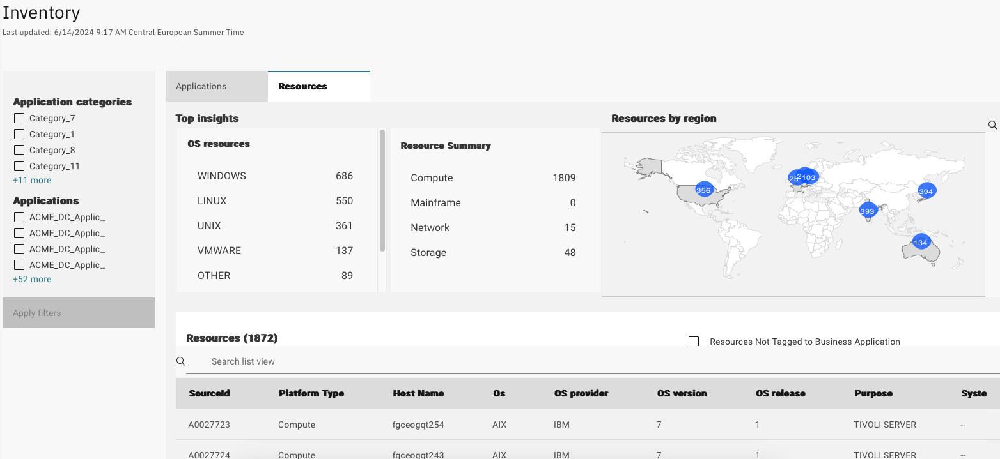 Inventory
Last updated: 6/14/2024 9:17 AM Central European Summer Time
Application categories
Category_7
Category_1
Category_8
Category_11
+11 more
Applications
ACME_DC_Applic...
ACME_DC_Applic...
ACME_DC_Applic...
ACME_DC_Applic...
+52 more
Apply filters
Applications Resources
Top insights
OS resources
WINDOWS 686
LINUX 550
UNIX 361
VMWARE 137
OTHER 89
Resource Summary
Compute 1809
Mainframe 0
Network 15
Storage 48
Resources by region
356
103
394
393
134
Resources (1872)
Resources Not Tagged to Business Application
Search list view
SourceId Platform Type Host Name Os OS provider OS version OS release Purpose Syste
A0027723 Compute fgceogqt254 AIX IBM 7 1 TIVOLI SERVER --
A0027724 Compute fgceogqt243 AIX IBM 7 1 TIVOLI SERVER --